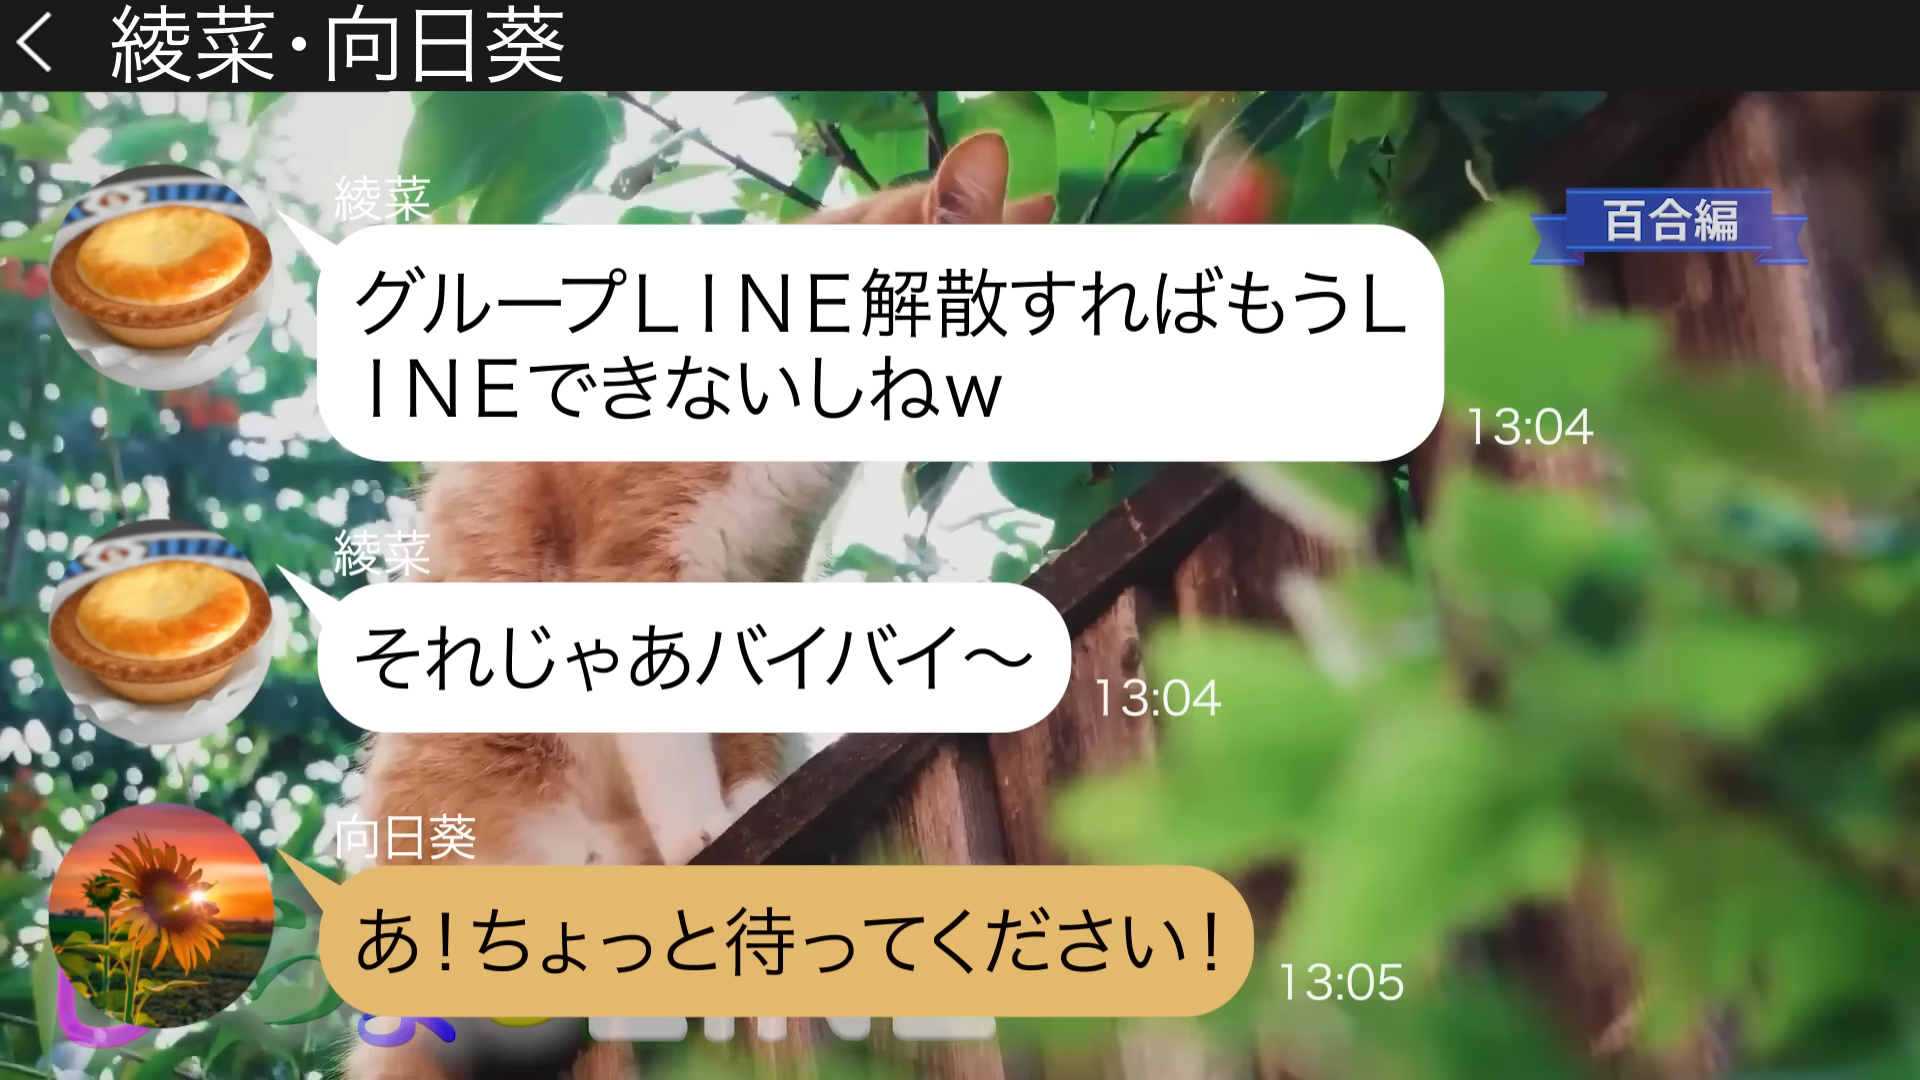 綾菜・向日葵
綾菜
百合編
グループＬＩＮＥ解散すればもうＬ
ＩＮＥできないしねｗ
13:04
綾菜
それじゃあバイバイ～
13:04
向日葵
あ！ちょっと待ってください！
13:05